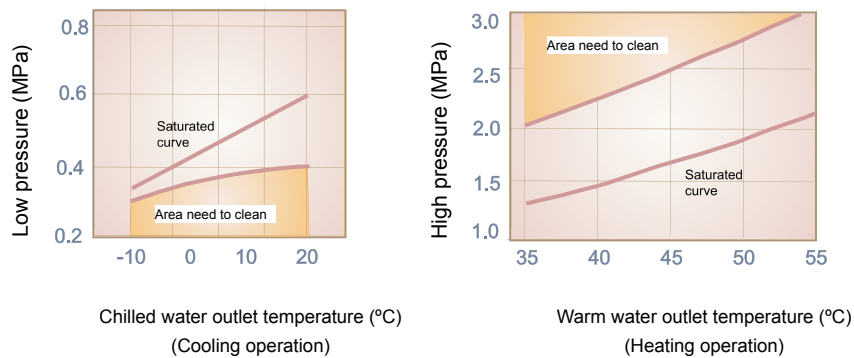 Low pressure (MPa)
0.8
0.6
0.4
0.2
Saturated
curve
Area need to clean
-10 0 10 20
Chilled water outlet temperature (ºC)
(Cooling operation)
High pressure (MPa)
3.0
2.5
2.0
1.5
1.0
Area need to clean
Saturated
curve
35 40 45 50 55
Warm water outlet temperature (ºC)
(Heating operation)